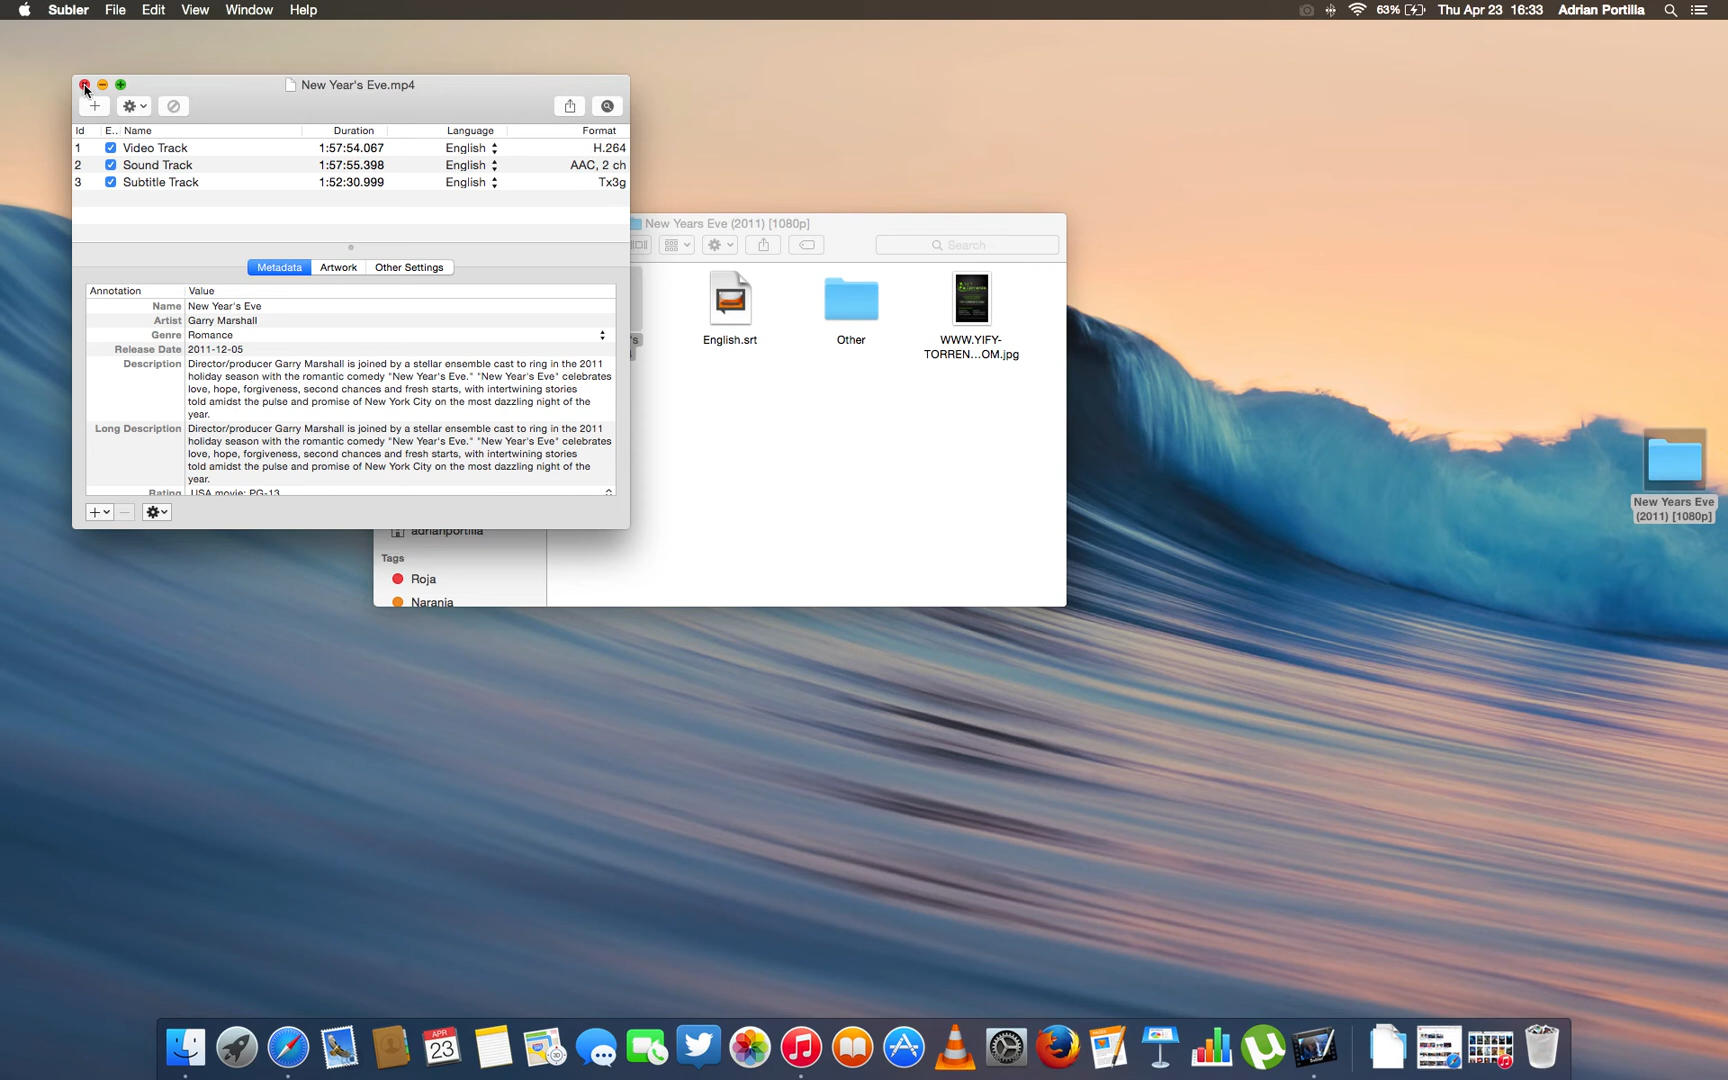 Subler File Edit View Window Help
63% Thu Apr 23 16:33 Adrian Portilla
New Year's Eve.mp4
Id E.. Name Duration Language Format
1 Video Track 1:57:54.067 English H.264
2 Sound Track 1:57:55.398 English AAC, 2 ch
3 Subtitle Track 1:52:30.999 English Tx3g
Metadata Artwork Other Settings
Annotation Value
Name New Year's Eve
Artist Garry Marshall
Genre Romance
Release Date 2011-12-05
Description Director/producer Garry Marshall is joined by a stellar ensemble cast to ring in the 2011
holiday season with the romantic comedy "New Year's Eve." "New Year's Eve" celebrates
love, hope, forgiveness, second chances and fresh starts, with intertwining stories
told amidst the pulse and promise of New York City on the most dazzling night of the
year.
Long Description Director/producer Garry Marshall is joined by a stellar ensemble cast to ring in the 2011
holiday season with the romantic comedy "New Year's Eve." "New Year's Eve" celebrates
love, hope, forgiveness, second chances and fresh starts, with intertwining stories
told amidst the pulse and promise of New York City on the most dazzling night of the
year.
Rating USA movie: PG-13
New Years Eve (2011) [1080p]
Search
English.srt
Other
WWW.YIFY-
TORREN...OM.jpg
adrianportilla
Tags
Roja
Naranja
New Years Eve
(2011) [1080p]
APR
23